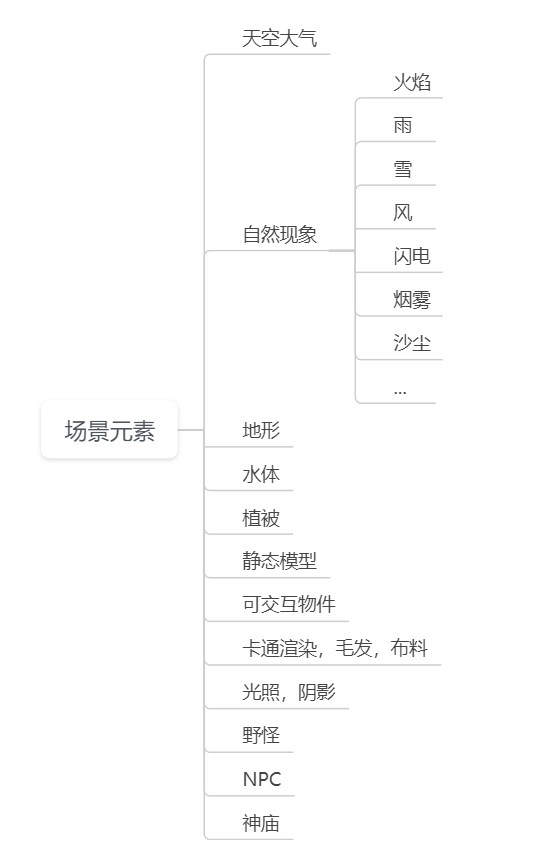 天空大气
火焰
雨
雪
自然现象
风
闪电
烟雾
沙尘
...
场景元素
地形
水体
植被
静态模型
可交互物件
卡通渲染，毛发，布料
光照，阴影
野怪
NPC
神庙